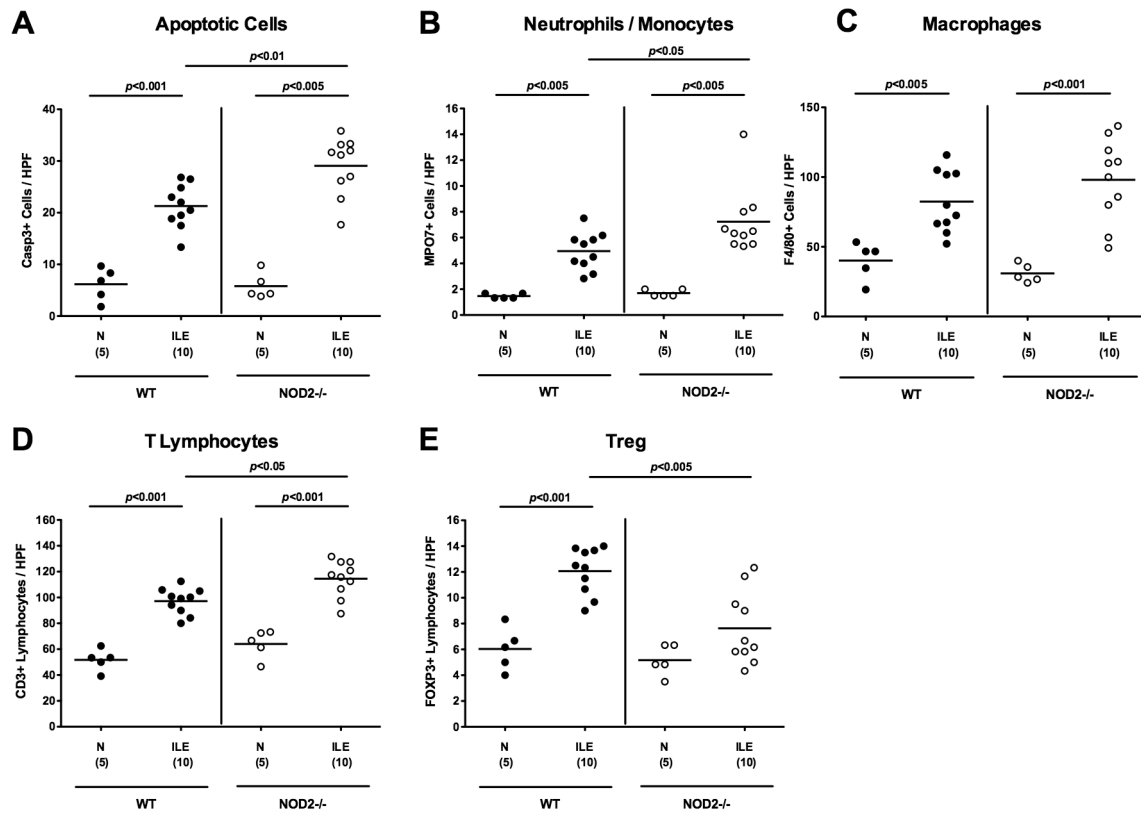 A
Apoptotic Cells
p<0.01
p<0.001
p<0.005
40
30
20
10
0
Casp3+ Cells / HPF
N
(5)
ILE
(10)
N
(5)
ILE
(10)
WT
NOD2-/-
B
Neutrophils / Monocytes
p<0.05
p<0.005
p<0.005
16
14
12
10
8
6
4
2
0
MPO7+ Cells / HPF
N
(5)
ILE
(10)
N
(5)
ILE
(10)
WT
NOD2-/-
C
Macrophages
p<0.005
p<0.001
150
100
50
0
F4/80+ Cells / HPF
N
(5)
ILE
(10)
N
(5)
ILE
(10)
WT
NOD2-/-
D
T Lymphocytes
p<0.05
p<0.001
p<0.001
160
140
120
100
80
60
40
20
0
CD3+ Lymphocytes / HPF
N
(5)
ILE
(10)
N
(5)
ILE
(10)
WT
NOD2-/-
E
Treg
p<0.005
p<0.001
16
14
12
10
8
6
4
2
0
FOXP3+ Lymphocytes / HPF
N
(5)
ILE
(10)
N
(5)
ILE
(10)
WT
NOD2-/-